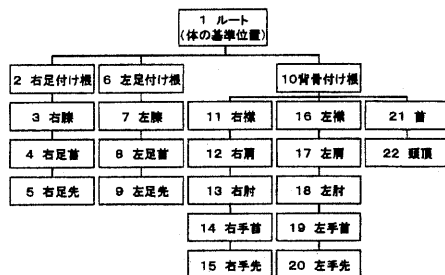 1 ルート
(体の基準位置)
2 右足付け根
6 左足付け根
10背骨付け根
3 右膝
7 左膝
11 右襟
16 左襟
21 首
4 右足首
8 左足首
12 右肩
17 左肩
22 頭頂
5 右足先
9 左足先
13 右肘
18 左肘
14 右手首
19 左手首
15 右手先
20 左手先